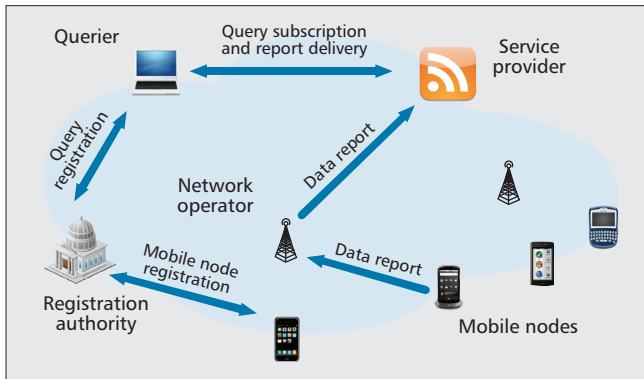 Querier
Query subscription
and report delivery
Service
provider
Query
registration
Data report
Network
operator
Mobile node
registration
Data report
Registration
authority
Mobile nodes